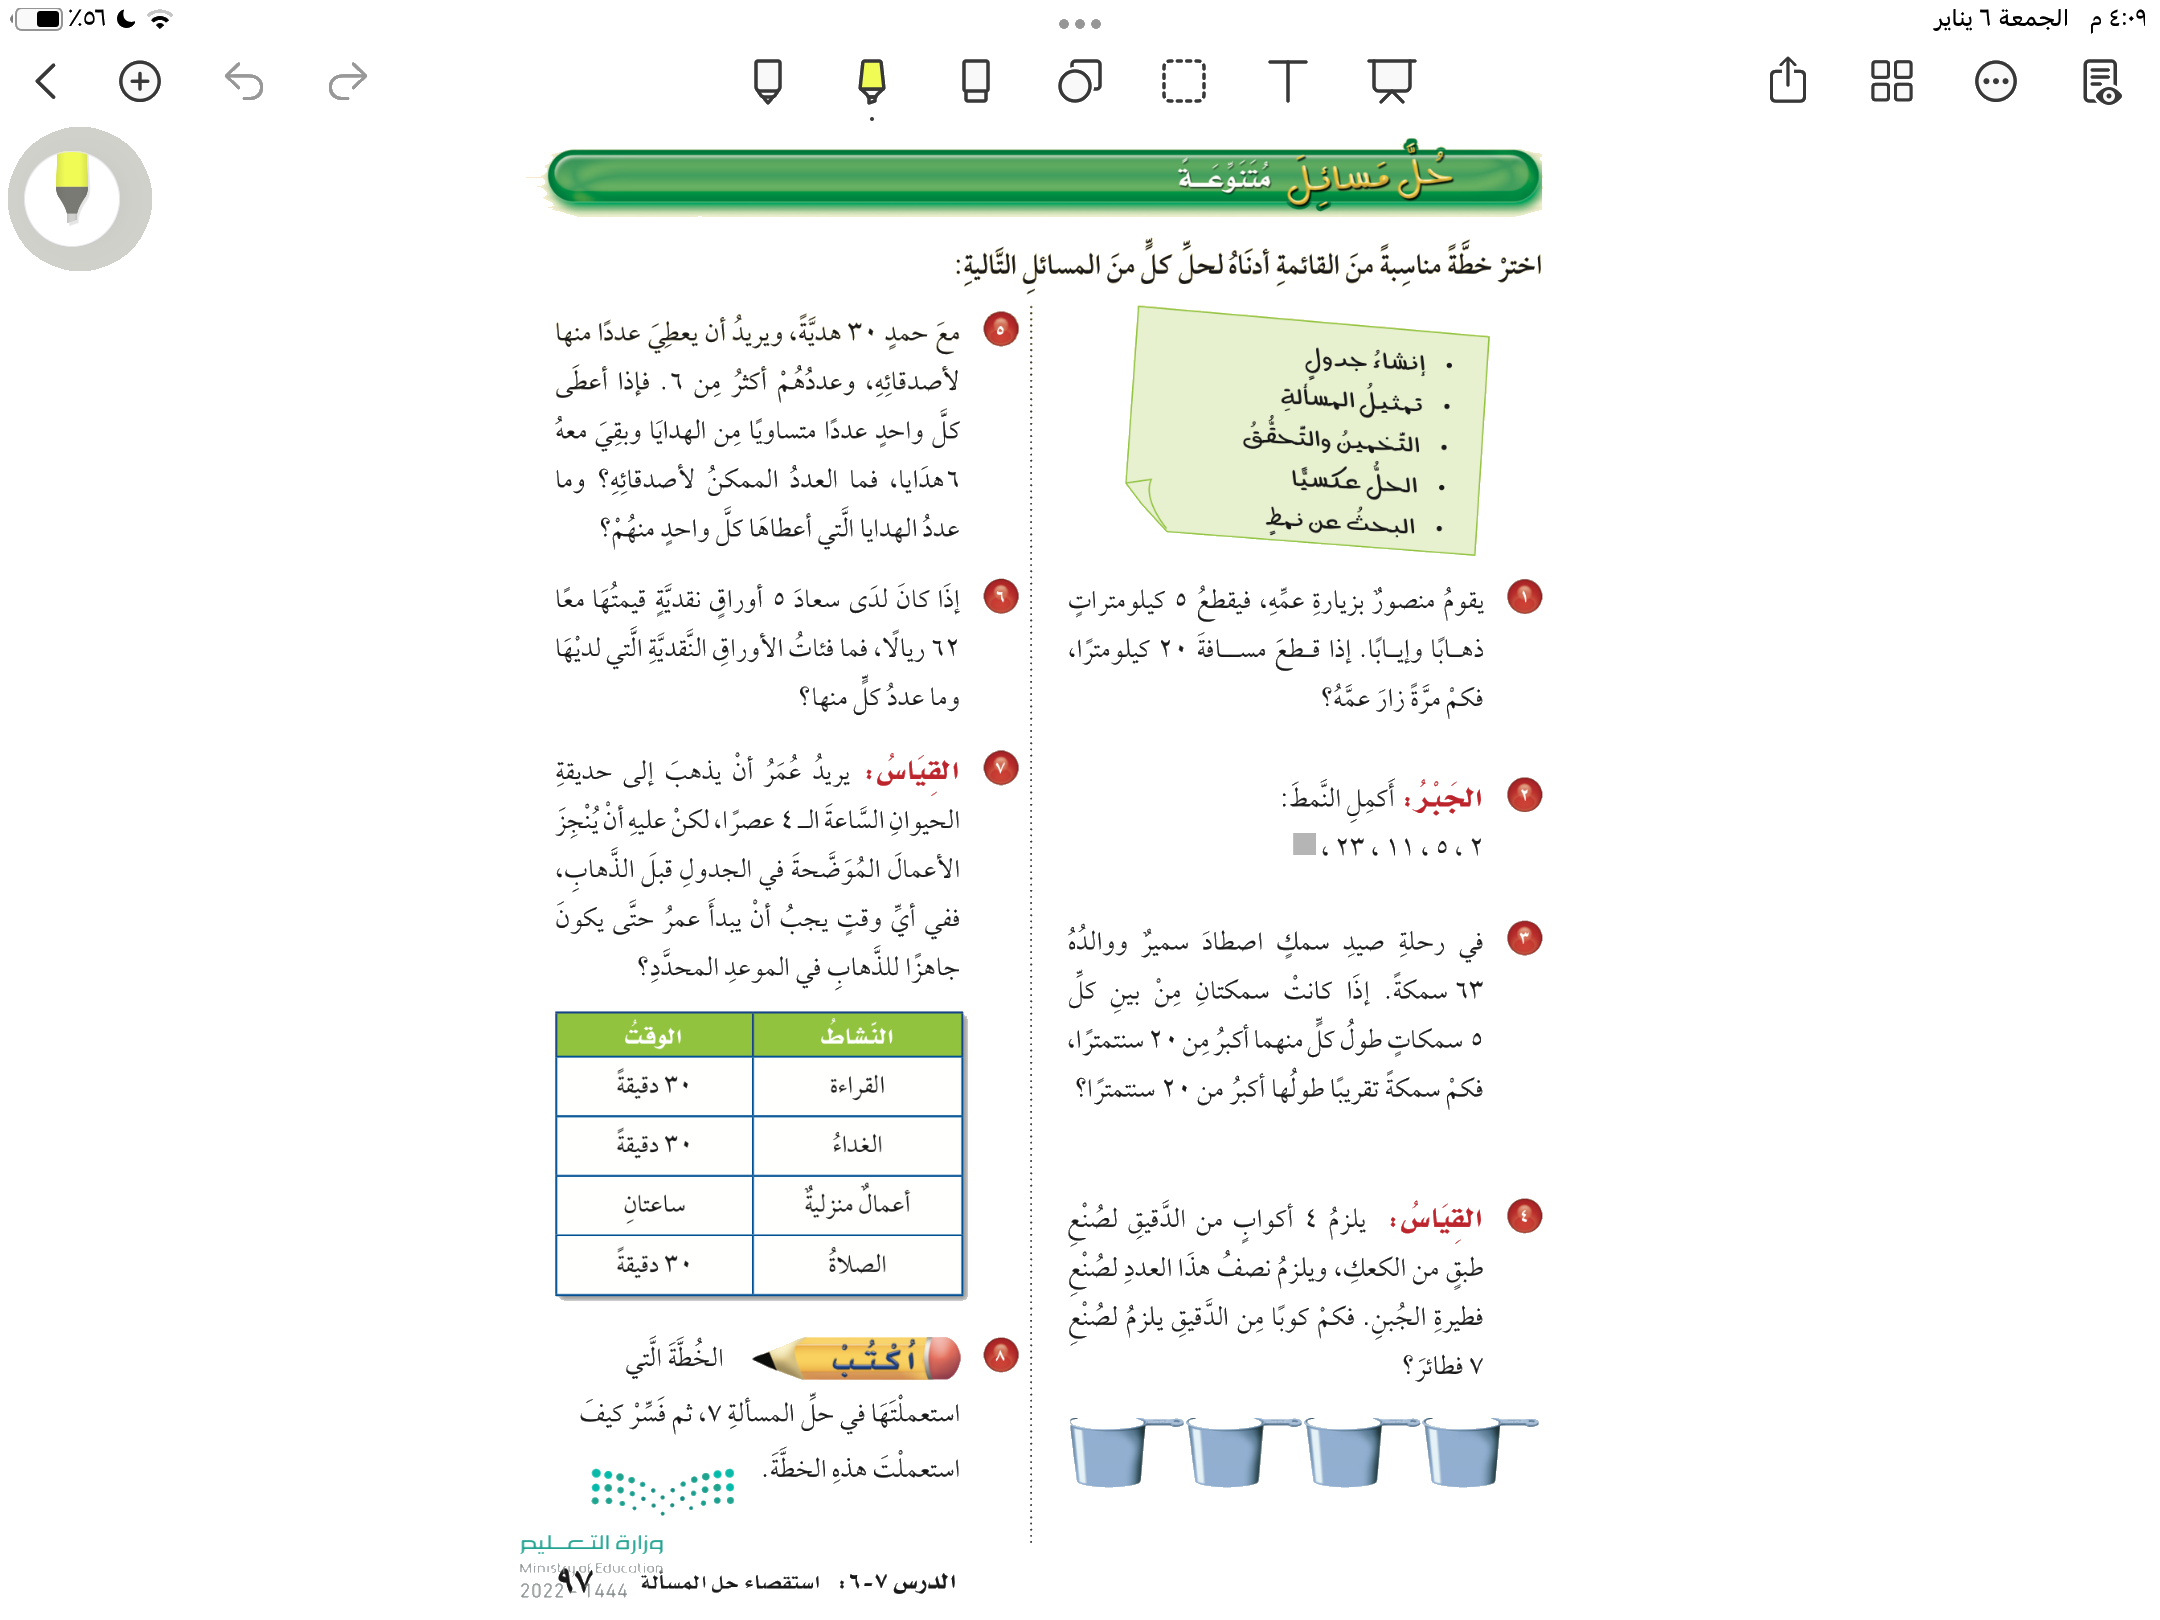 ٤:٠٩ م الجمعة ٦ يناير
٪٥٦
حُلَّ مَسائِلَ مُتَنَوِّعَـةً
اخترْ خطَّةً مناسِبةً منَ القائمةِ أدنَاهُ لحلِّ كلٍّ منَ المسائلِ التَّاليةِ:
• إنشاءُ جدولٍ
• تمثيلُ المسألةِ
• التّخمينُ والتّحقُّقُ
• الحلُّ عكسيًّا
• البحثُ عن نمطٍ
١ يقومُ منصورٌ بزيارةِ عمِّهِ، فيقطعُ ٥ كيلومتراتٍ
ذهـابًا وإيـابًا. إذا قـطعَ مســافةَ ٢٠ كيلومترًا،
فكمْ مرَّةً زارَ عمَّهُ؟
٢ الجَبْرُ: أَكمِلِ النَّمطَ:
٢ ، ٥ ، ١١ ، ٢٣ ،
٣ في رحلةِ صيدِ سمكٍ اصطادَ سميرٌ ووالدُهُ
٦٣ سمكةً. إذَا كانتْ سمكتانِ مِنْ بينِ كلِّ
٥ سمكاتٍ طولُ كلٍّ منهما أكبرُ مِن ٢٠ سنتمترًا،
فكمْ سمكةً تقريبًا طولُها أكبرُ من ٢٠ سنتمترًا؟
٤ القِيَاسُ: يلزمُ ٤ أكوابٍ من الدَّقيقِ لصُنْعِ
طبقٍ من الكعكِ، ويلزمُ نصفُ هذَا العددِ لصُنْعِ
فطيرةِ الجُبنِ. فكمْ كوبًا مِن الدَّقيقِ يلزمُ لصُنْعِ
٧ فطائرَ؟
٥ معَ حمدٍ ٣٠ هديَّةً، ويريدُ أن يعطِيَ عددًا منها
لأصدقائِهِ، وعددُهُمْ أكثرُ مِن ٦. فإذا أعطَى
كلَّ واحدٍ عددًا متساويًا مِن الهدايَا وبقِيَ معهُ
٦هدَايا، فما العددُ الممكنُ لأصدقائِهِ؟ وما
عددُ الهدايا الَّتي أعطاهَا كلَّ واحدٍ منهُمْ؟
٦ إذَا كانَ لدَى سعادَ ٥ أوراقٍ نقديَّةٍ قيمتُهَا معًا
٦٢ ريالًا، فما فئاتُ الأوراقِ النَّقديَّةِ الَّتي لديْهَا
وما عددُ كلٍّ منها؟
٧ القِيَاسُ: يريدُ عُمَرُ أنْ يذهبَ إلى حديقةِ
الحيوانِ السَّاعةَ الـ ٤ عصرًا، لكنْ عليهِ أنْ يُنْجِزَ
الأعمالَ المُوَضَّحةَ في الجدولِ قبلَ الذَّهابِ،
ففي أيِّ وقتٍ يجبُ أنْ يبدأَ عمرُ حتَّى يكونَ
جاهزًا للذَّهابِ في الموعدِ المحدَّدِ؟
النَّشاطُ الوقتُ
القراءة ٣٠ دقيقةً
الغداءُ ٣٠ دقيقةً
أعمالٌ منزليةٌ ساعتانِ
الصلاةُ ٣٠ دقيقةً
٨ اُكْتُبْ الخُطَّةَ الَّتي
استعملْتَهَا في حلِّ المسألةِ ٧، ثم فَسِّرْ كيفَ
استعملْتَ هذهِ الخطَّةَ.
وزارة التعـليم
Ministry of Education
2022 - 1444
الدرس ٧-٦: استقصاء حل المسألة ٩٧